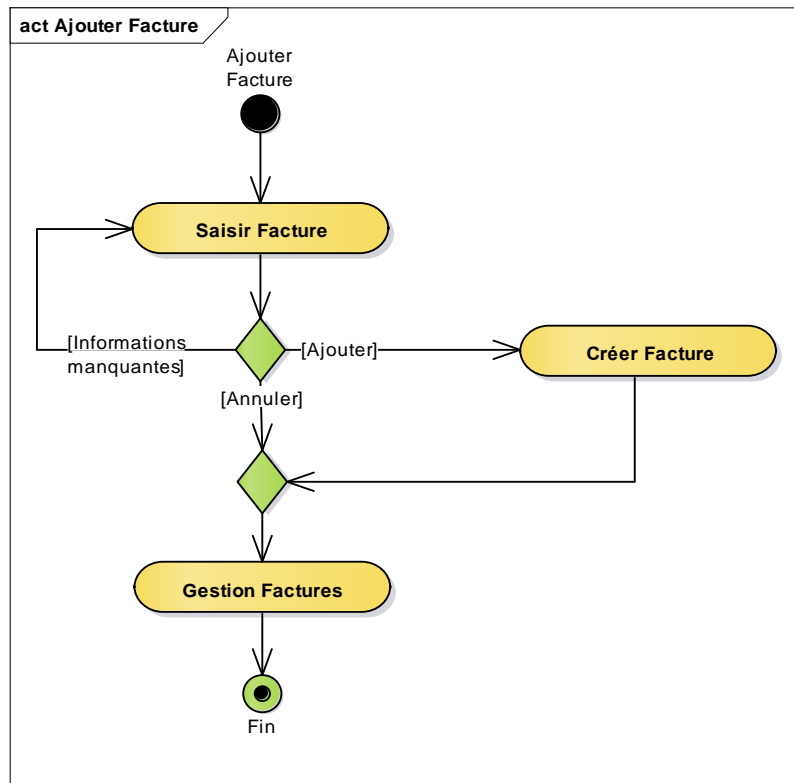 act Ajouter Facture
Ajouter
Facture
Saisir Facture
[Informations
manquantes]
[Ajouter]
Créer Facture
[Annuler]
Gestion Factures
Fin